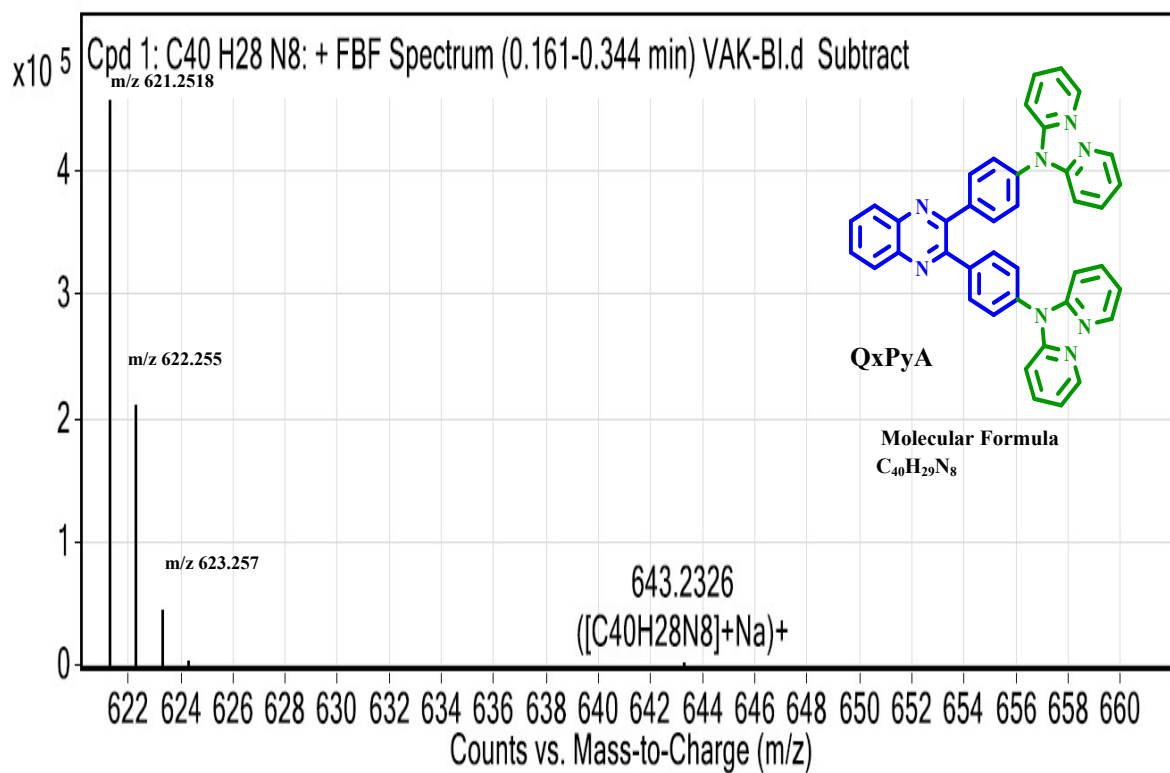 Cpd 1: C40 H28 N8: + FBF Spectrum (0.161-0.344 min) VAK-BI.d Subtract
x10 5
m/z 621.2518
4
3
2
1
0
m/z 622.255
m/z 623.257
643.2326
([C40H28N8]+Na)+
N
N
N
N
N
N
N
N
QxPyA
Molecular Formula
C₄₀H₂₉N₈
622 624 626 628 630 632 634 636 638 640 642 644 646 648 650 652 654 656 658 660
Counts vs. Mass-to-Charge (m/z)